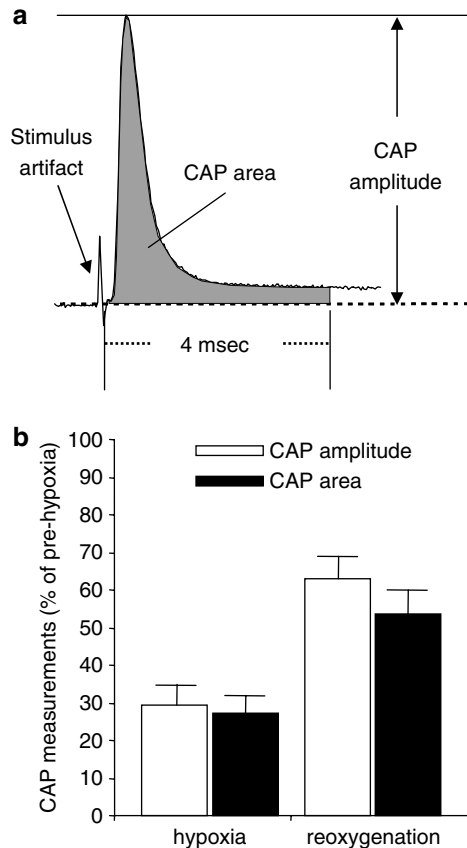 a
Stimulus
artifact
CAP area
CAP
amplitude
4 msec
b
CAP measurements (% of pre-hypoxia)
100
90
80
70
60
50
40
30
20
10
0
CAP amplitude
CAP area
hypoxia
reoxygenation